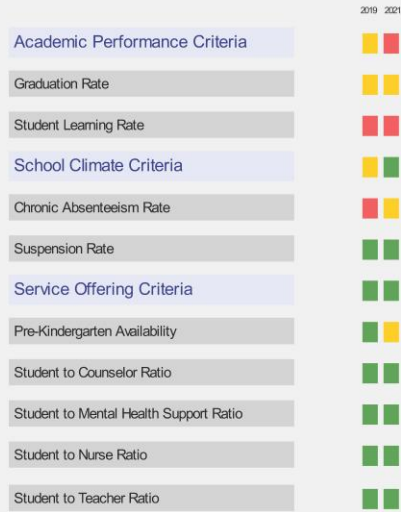 2019 2021
Academic Performance Criteria
Graduation Rate
Student Learning Rate
School Climate Criteria
Chronic Absenteeism Rate
Suspension Rate
Service Offering Criteria
Pre-Kindergarten Availability
Student to Counselor Ratio
Student to Mental Health Support Ratio
Student to Nurse Ratio
Student to Teacher Ratio